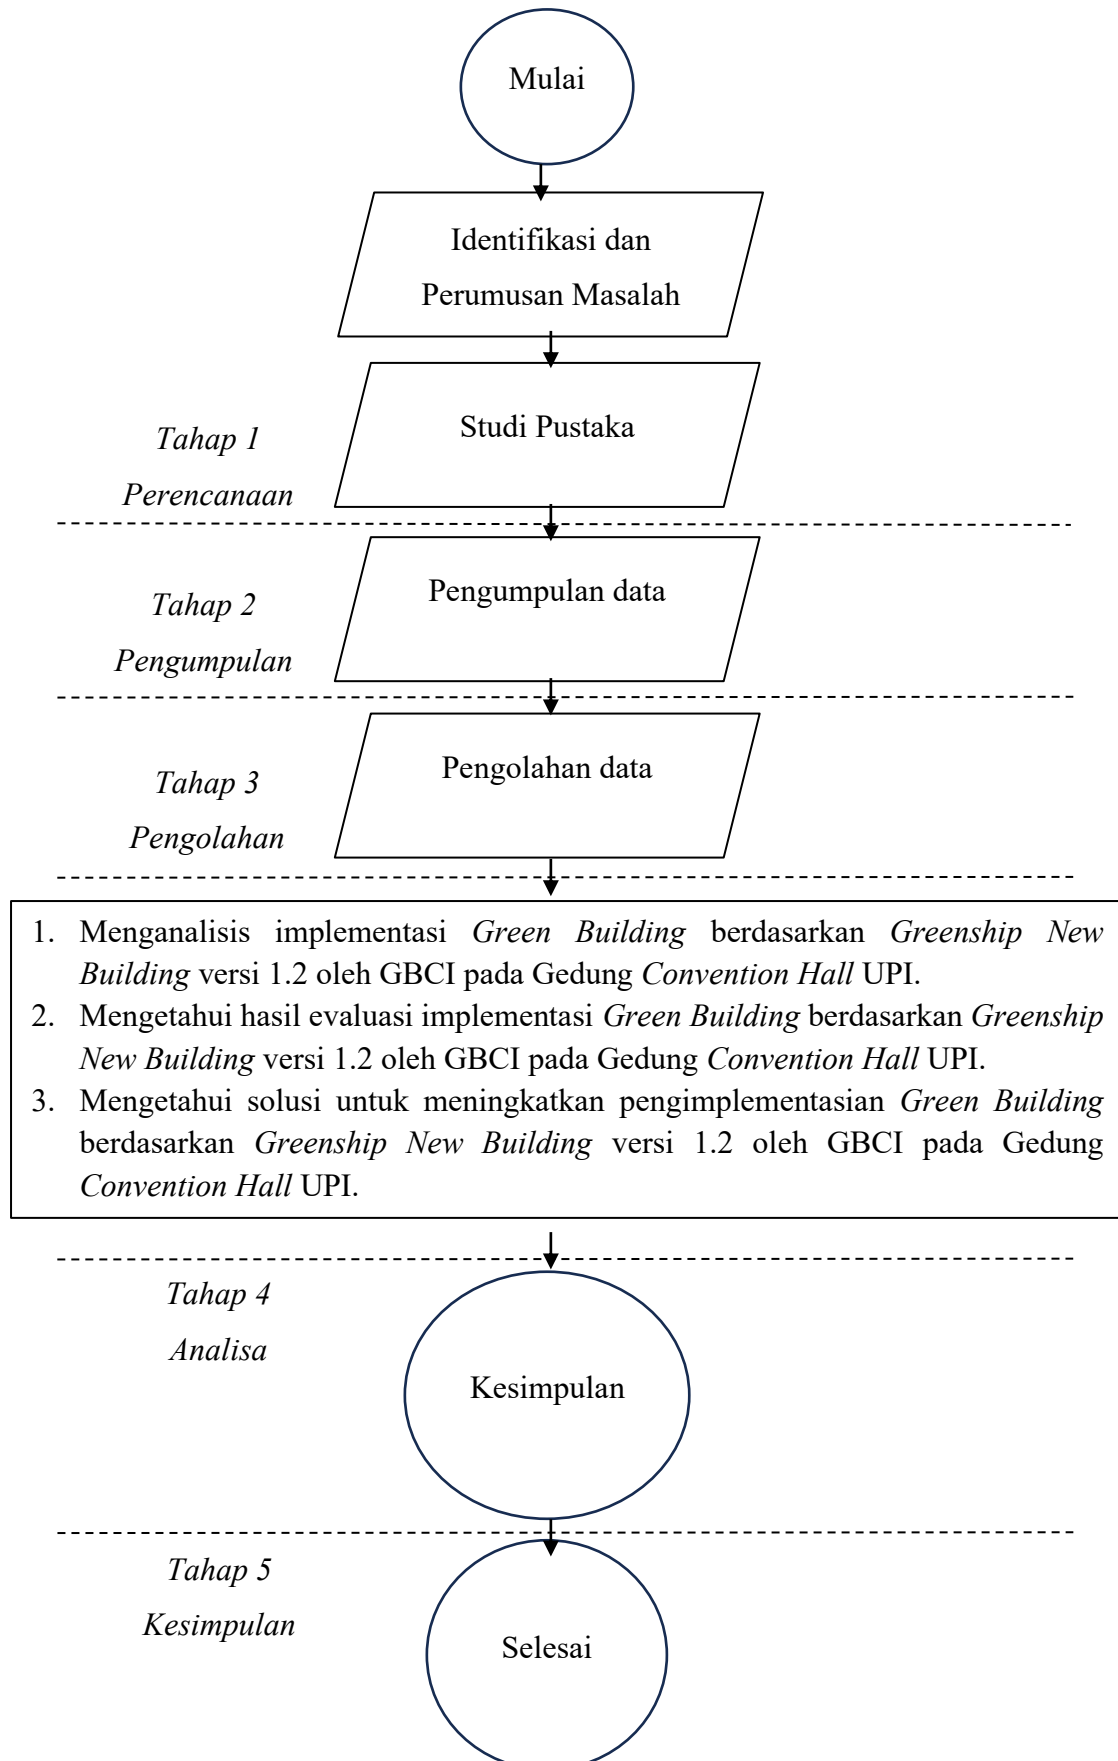 Mulai
Identifikasi dan
Perumusan Masalah
Studi Pustaka
Tahap 1
Perencanaan
Pengumpulan data
Tahap 2
Pengumpulan
Pengolahan data
Tahap 3
Pengolahan
1. Menganalisis implementasi Green Building berdasarkan Greenship New
Building versi 1.2 oleh GBCI pada Gedung Convention Hall UPI.
2. Mengetahui hasil evaluasi implementasi Green Building berdasarkan Greenship
New Building versi 1.2 oleh GBCI pada Gedung Convention Hall UPI.
3. Mengetahui solusi untuk meningkatkan pengimplementasian Green Building
berdasarkan Greenship New Building versi 1.2 oleh GBCI pada Gedung
Convention Hall UPI.
Tahap 4
Analisa
Kesimpulan
Tahap 5
Kesimpulan
Selesai